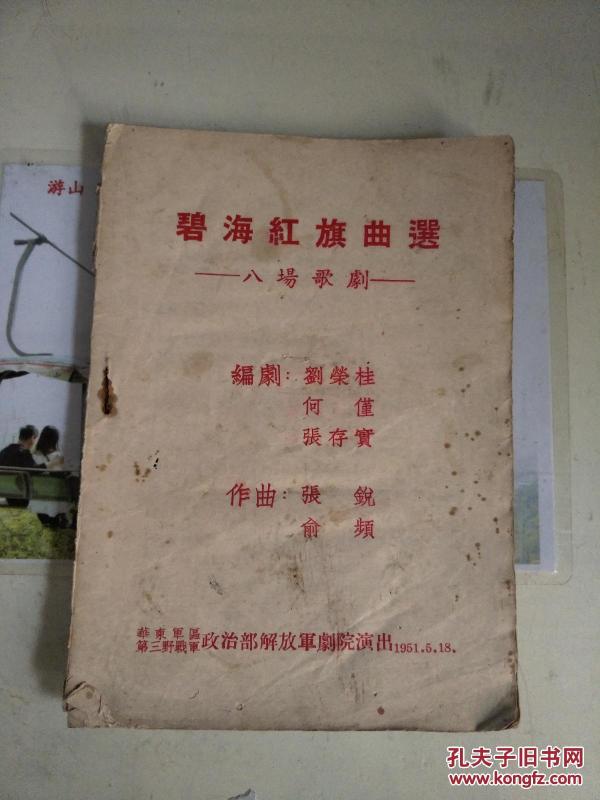 游山
碧海紅旗曲選
——八場歌劇——
編劇：劉榮桂
何僅
張存實
作曲：張銳
俞頻
華東軍區
第三野戰軍
政治部解放軍劇院演出1951.5.18.
孔夫子旧书网
www.kongfz.com